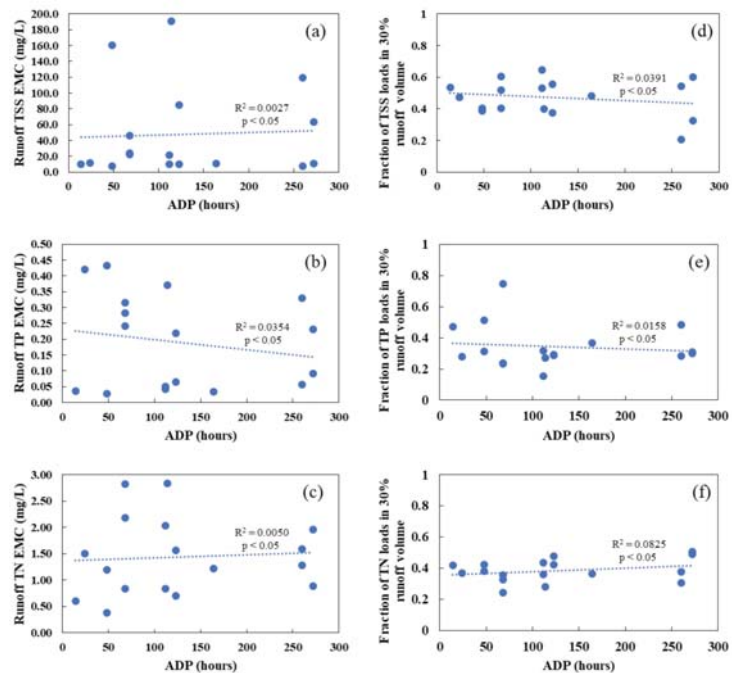 (a)
Runoff TSS EMC (mg/L)
200.0
180.0
160.0
140.0
120.0
100.0
80.0
60.0
40.0
20.0
0.0
R² = 0.0027
p < 0.05
0 50 100 150 200 250 300
ADP (hours)
(d)
Fraction of TSS loads in 30%
runoff volume
1
0.8
0.6
0.4
0.2
0
R² = 0.0391
p < 0.05
0 50 100 150 200 250 300
ADP (hours)
(b)
Runoff TP EMC (mg/L)
0.50
0.45
0.40
0.35
0.30
0.25
0.20
0.15
0.10
0.05
0.00
R² = 0.0354
p < 0.05
0 50 100 150 200 250 300
ADP (hours)
(e)
Fraction of TP loads in 30%
runoff volume
1
0.8
0.6
0.4
0.2
0
R² = 0.0158
p < 0.05
0 50 100 150 200 250 300
ADP (hours)
(c)
Runoff TN EMC (mg/L)
3.00
2.50
2.00
1.50
1.00
0.50
0.00
R² = 0.0050
p < 0.05
0 50 100 150 200 250 300
ADP (hours)
(f)
Fraction of TN loads in 30%
runoff volume
1
0.8
0.6
0.4
0.2
0
R² = 0.0825
p < 0.05
0 50 100 150 200 250 300
ADP (hours)